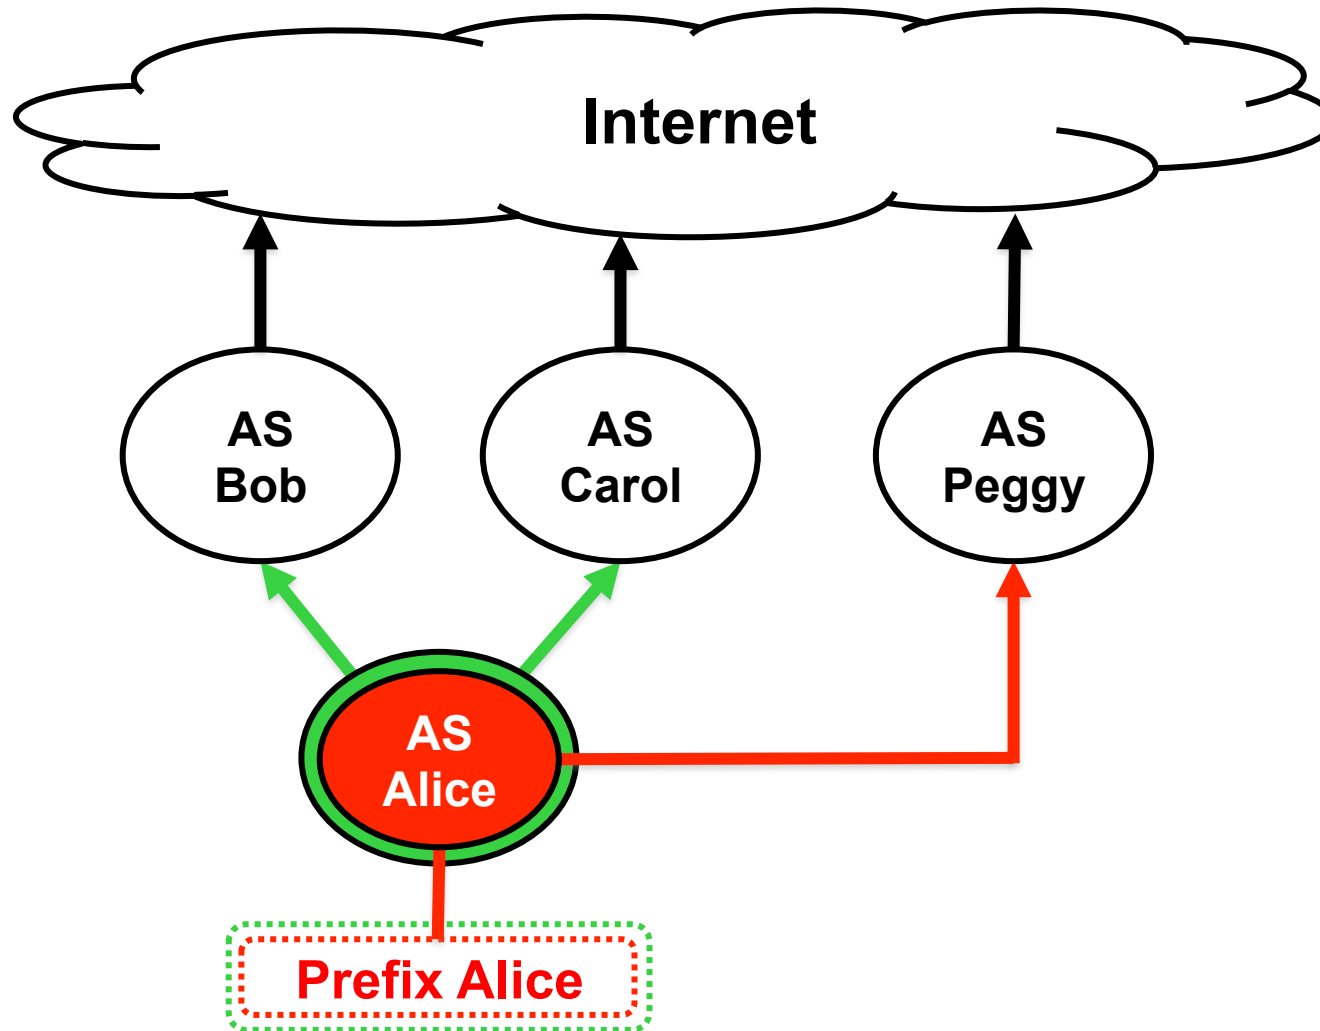 Internet
AS
Bob
AS
Carol
AS
Peggy
AS
Alice
Prefix Alice